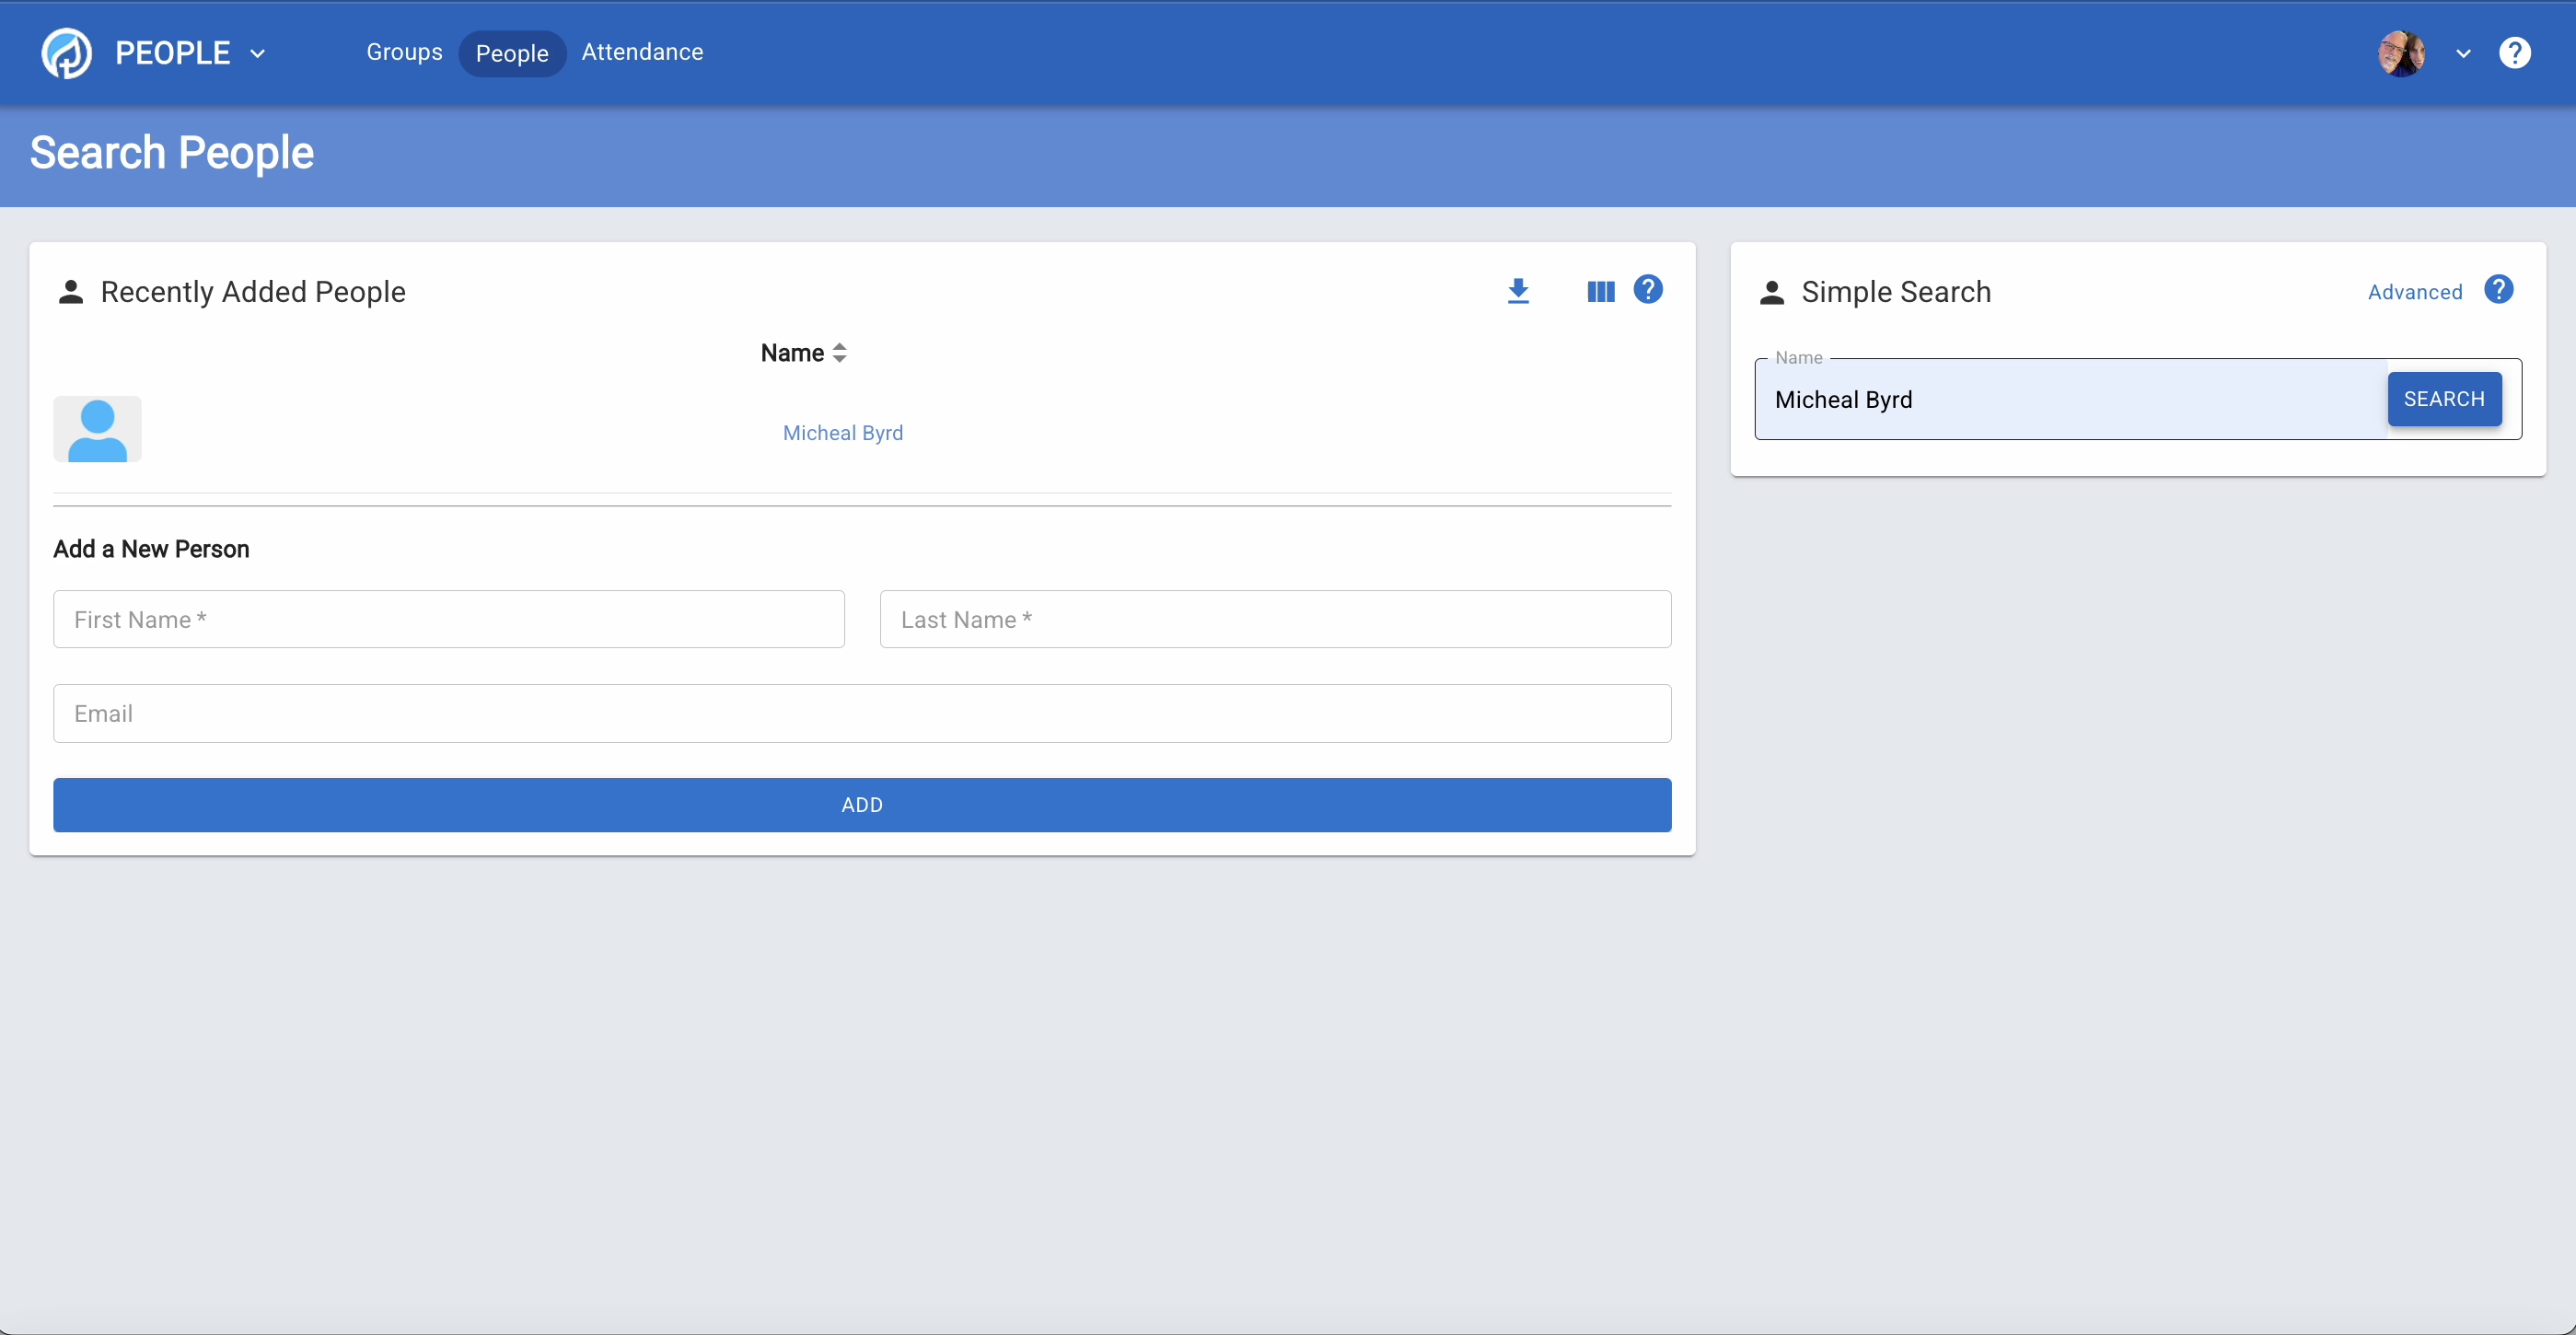 PEOPLE Groups People Attendance
Search People
Recently Added People
Name
Micheal Byrd
Add a New Person
First Name *
Last Name *
Email
ADD
Simple Search
Advanced
Name
Micheal Byrd
SEARCH